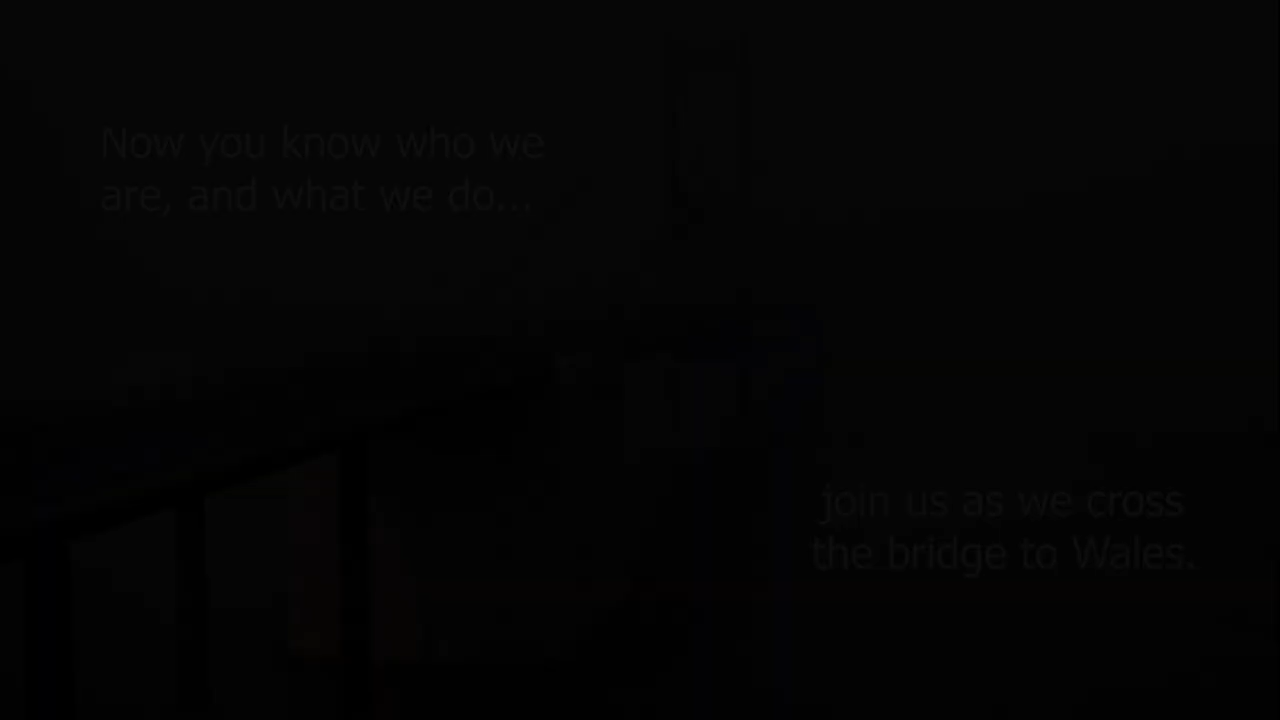 Now you know who we
are, and what we do...
join us as we cross
the bridge to Wales.